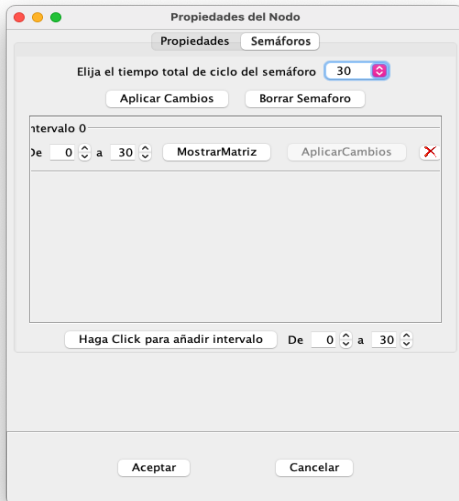 Propiedades del Nodo
Propiedades Semáforos
Elija el tiempo total de ciclo del semáforo 30
Aplicar Cambios Borrar Semaforo
ntervalo 0
De 0 a 30 MostrarMatriz AplicarCambios
Haga Click para añadir intervalo De 0 a 30
Aceptar Cancelar